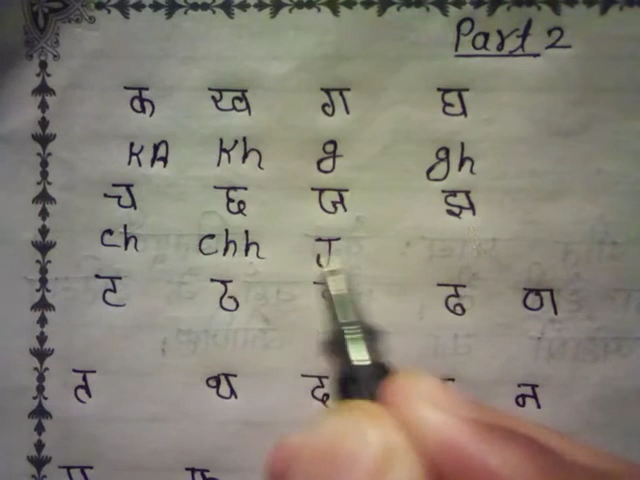 Part 2
क ख ग घ
KA Kh g gh
च छ ज झ
ch chh J
ट ठ ढ ण
त थ द न